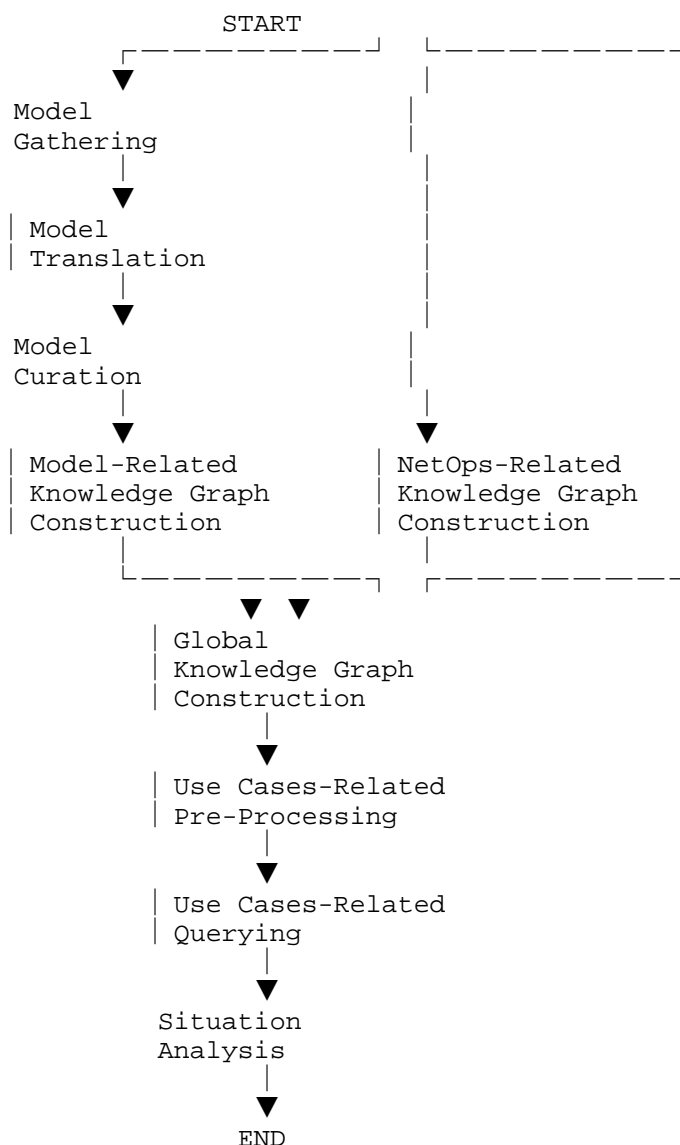 START
Model
Gathering
Model
Translation
Model
Curation
Model-Related
Knowledge Graph
Construction
NetOps-Related
Knowledge Graph
Construction
Global
Knowledge Graph
Construction
Use Cases-Related
Pre-Processing
Use Cases-Related
Querying
Situation
Analysis
END